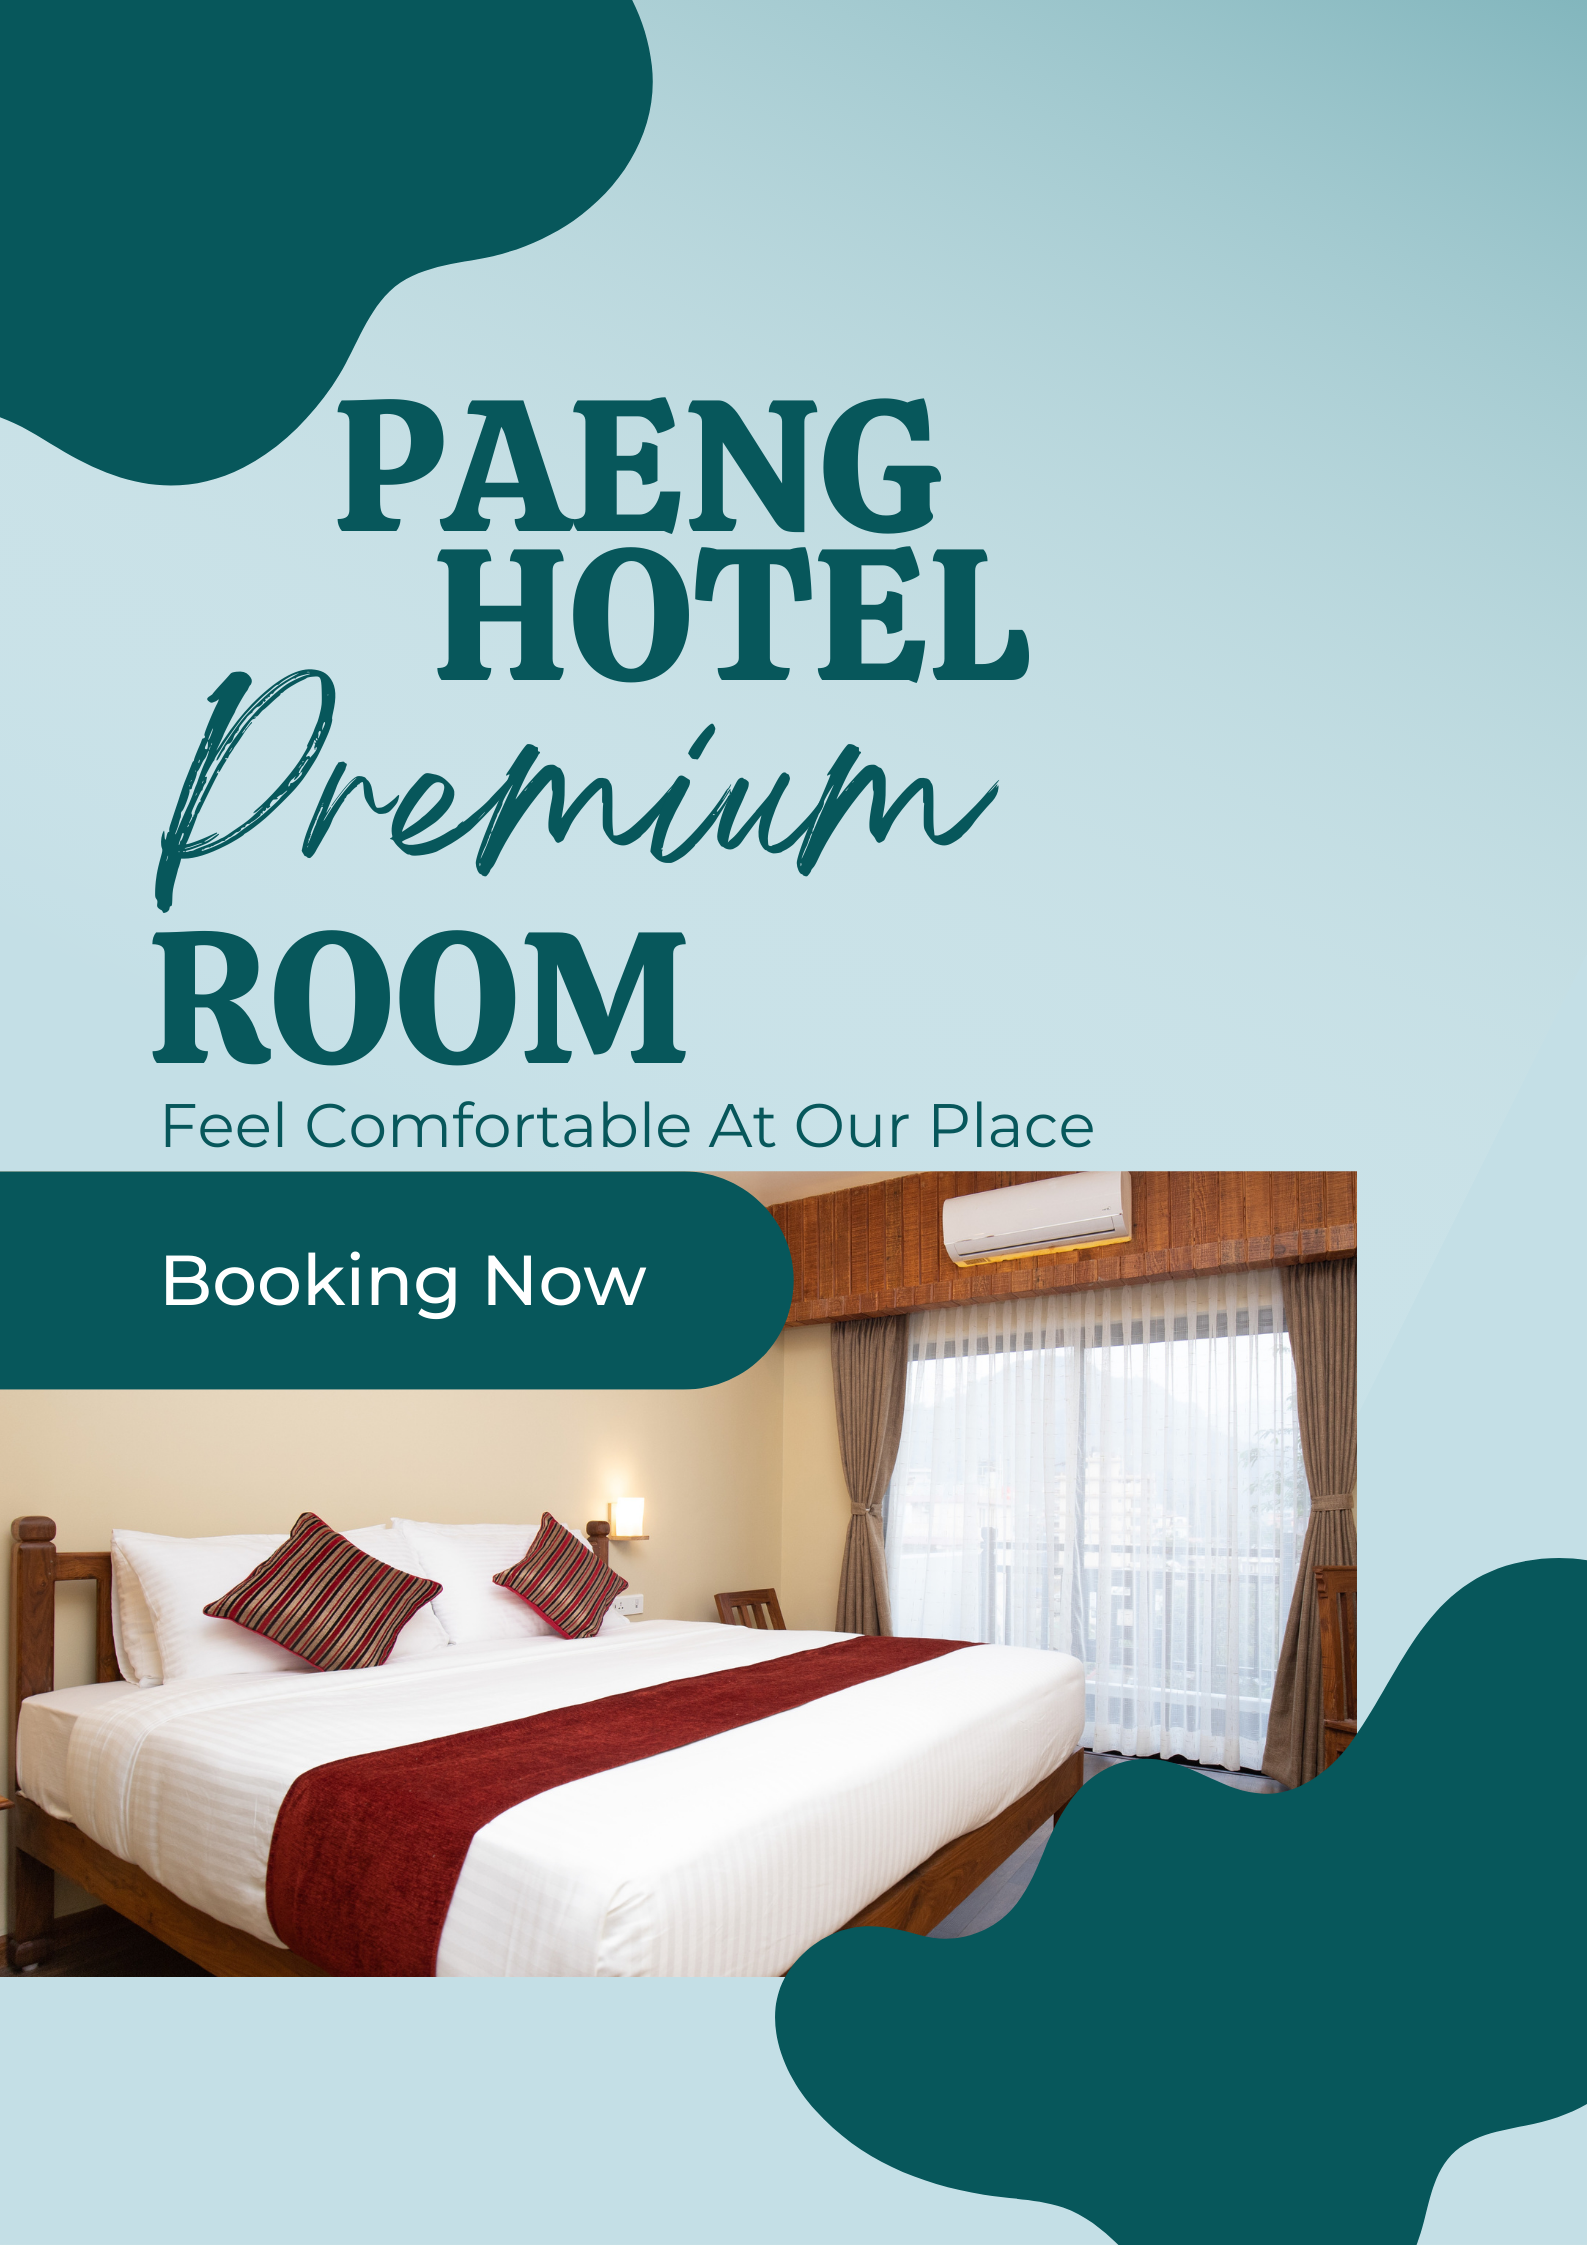 PAENG
HOTEL
Premium
ROOM
Feel Comfortable At Our Place
Booking Now